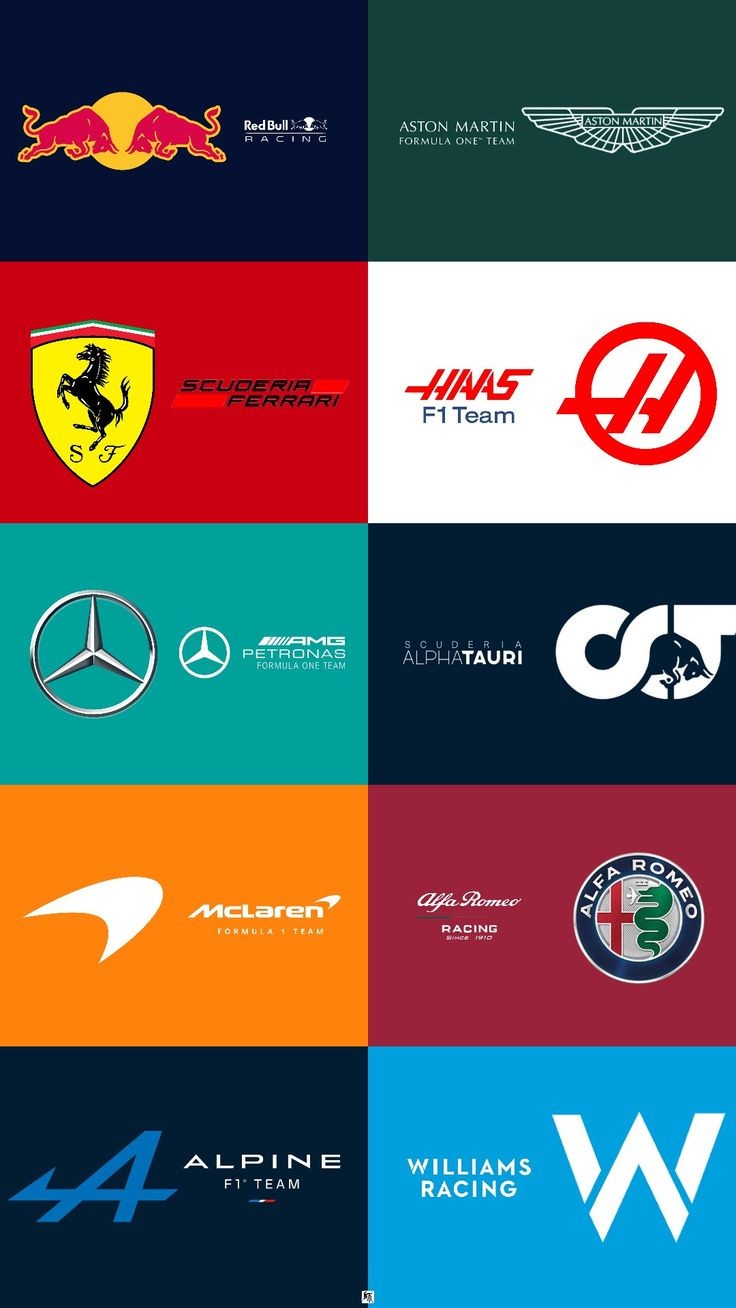 Red Bull
RACING
ASTON MARTIN
FORMULA ONE™ TEAM
ASTON MARTIN
S F
SCUDERIA
FERRARI
HAAS
F1 Team
H
AMG
PETRONAS
FORMULA ONE TEAM
SCUDERIA
ALPHATAURI
McLaren
FORMULA 1 TEAM
Alfa Romeo
RACING
SINCE 1910
ALFA ROMEO
A
ALPINE
F1® TEAM
WILLIAMS
RACING
W